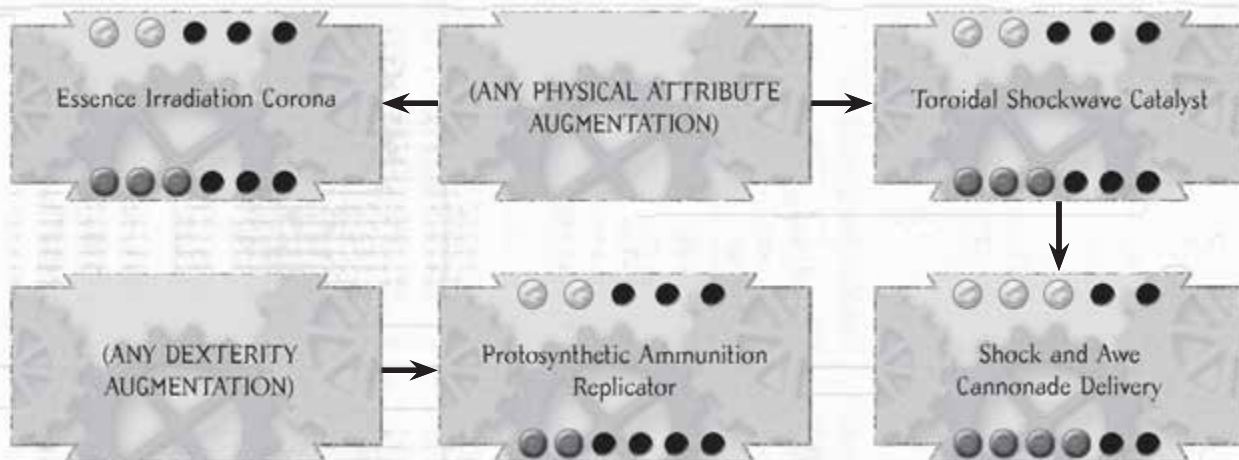 Essence Irradiation Corona
(ANY PHYSICAL ATTRIBUTE
AUGMENTATION)
Toroidal Shockwave Catalyst
(ANY DEXTERITY
AUGMENTATION)
Protosynthetic Ammunition
Replicator
Shock and Awe
Cannonade Delivery